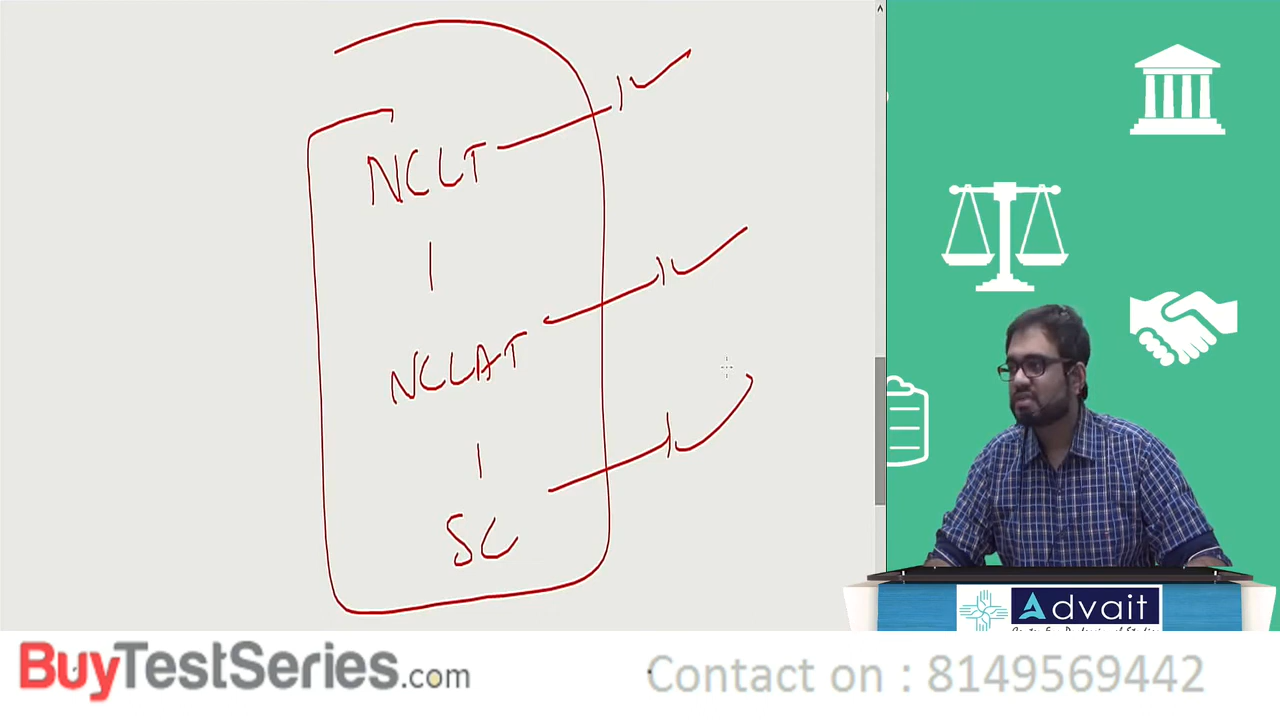 NCLT
NCLAT
SC
Advait
BuyTestSeries.com
Contact on : 8149569442